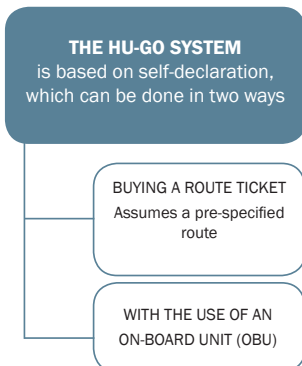 THE HU-GO SYSTEM
is based on self-declaration,
which can be done in two ways
BUYING A ROUTE TICKET
Assumes a pre-specified
route
WITH THE USE OF AN
ON-BOARD UNIT (OBU)